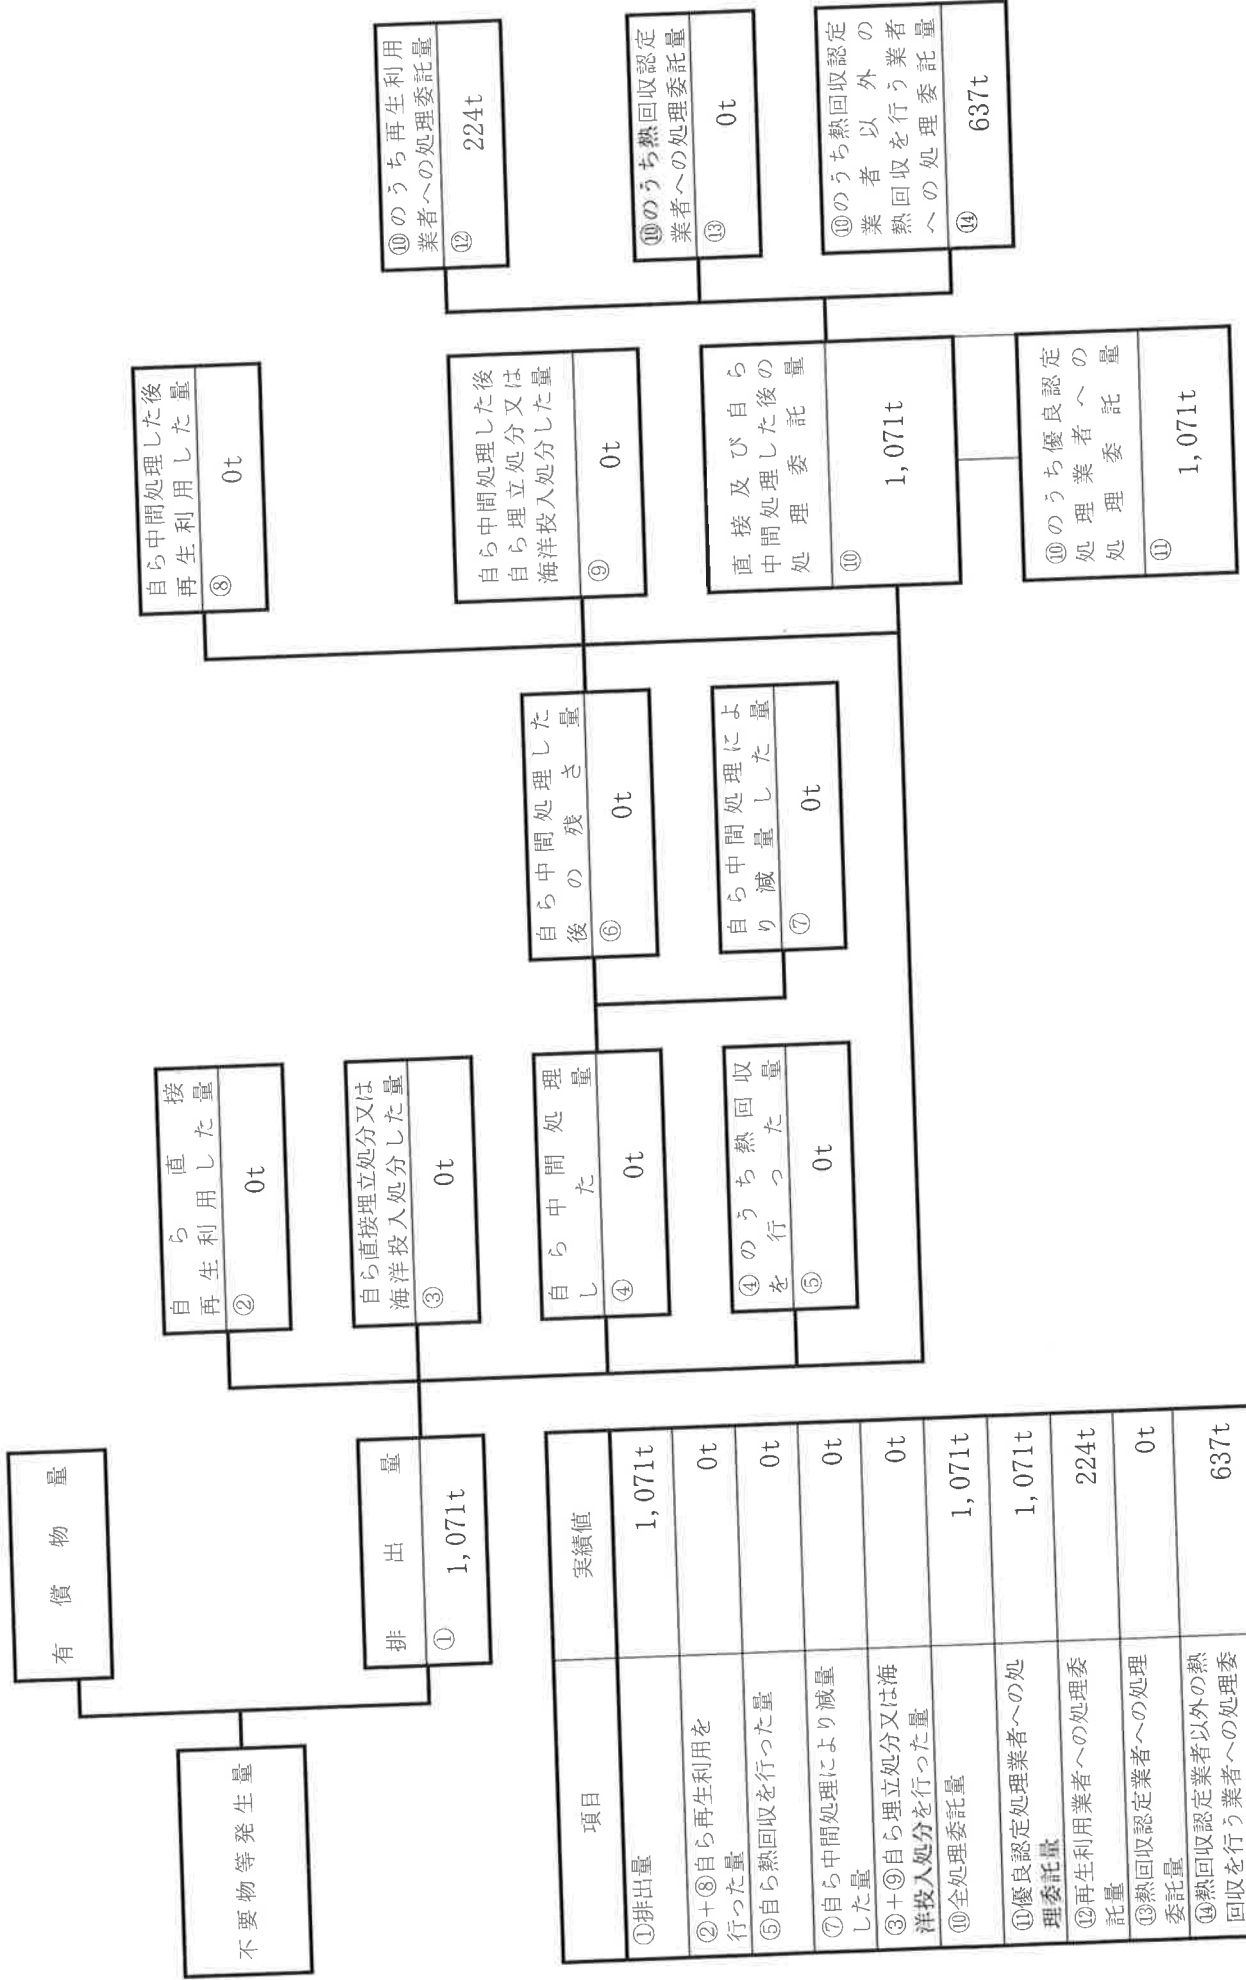 不要物等発生量
有償物量
排出量
①
1,071t
自ら直接
再生利用した量
②
0t
自ら直接埋立処分又は
海洋投入処分した量
③
0t
自ら中間処理
した量
④
0t
④のうち熱回収
を行った量
⑤
0t
自ら中間処理した
後の残さ量
⑥
0t
自ら中間処理によ
り減量した量
⑦
0t
自ら中間処理した後
再生利用した量
⑧
0t
自ら中間処理した後
自ら埋立処分又は
海洋投入処分した量
⑨
0t
直接及び自ら
中間処理した後の
処理委託量
⑩
1,071t
⑩のうち優良認定
処理業者への
処理委託量
⑪
1,071t
⑩のうち再生利用
業者への処理委託量
⑫
224t
⑩のうち熱回収認定
業者への処理委託量
⑬
0t
⑩のうち熱回収認定
業者以外の
熱回収を行う業者
への処理委託量
⑭
637t
項目 実績値
①排出量 1,071t
②+⑧自ら再生利用を
行った量 0t
⑤自ら熱回収を行った量 0t
⑦自ら中間処理により減量
した量 0t
③+⑨自ら埋立処分又は海
洋投入処分を行った量 0t
⑩全処理委託量 1,071t
⑪優良認定処理業者への処
理委託量 1,071t
⑫再生利用業者への処理委
託量 224t
⑬熱回収認定業者への処理
委託量 0t
⑭熱回収認定業者以外の熱
回収を行う業者への処理委 637t